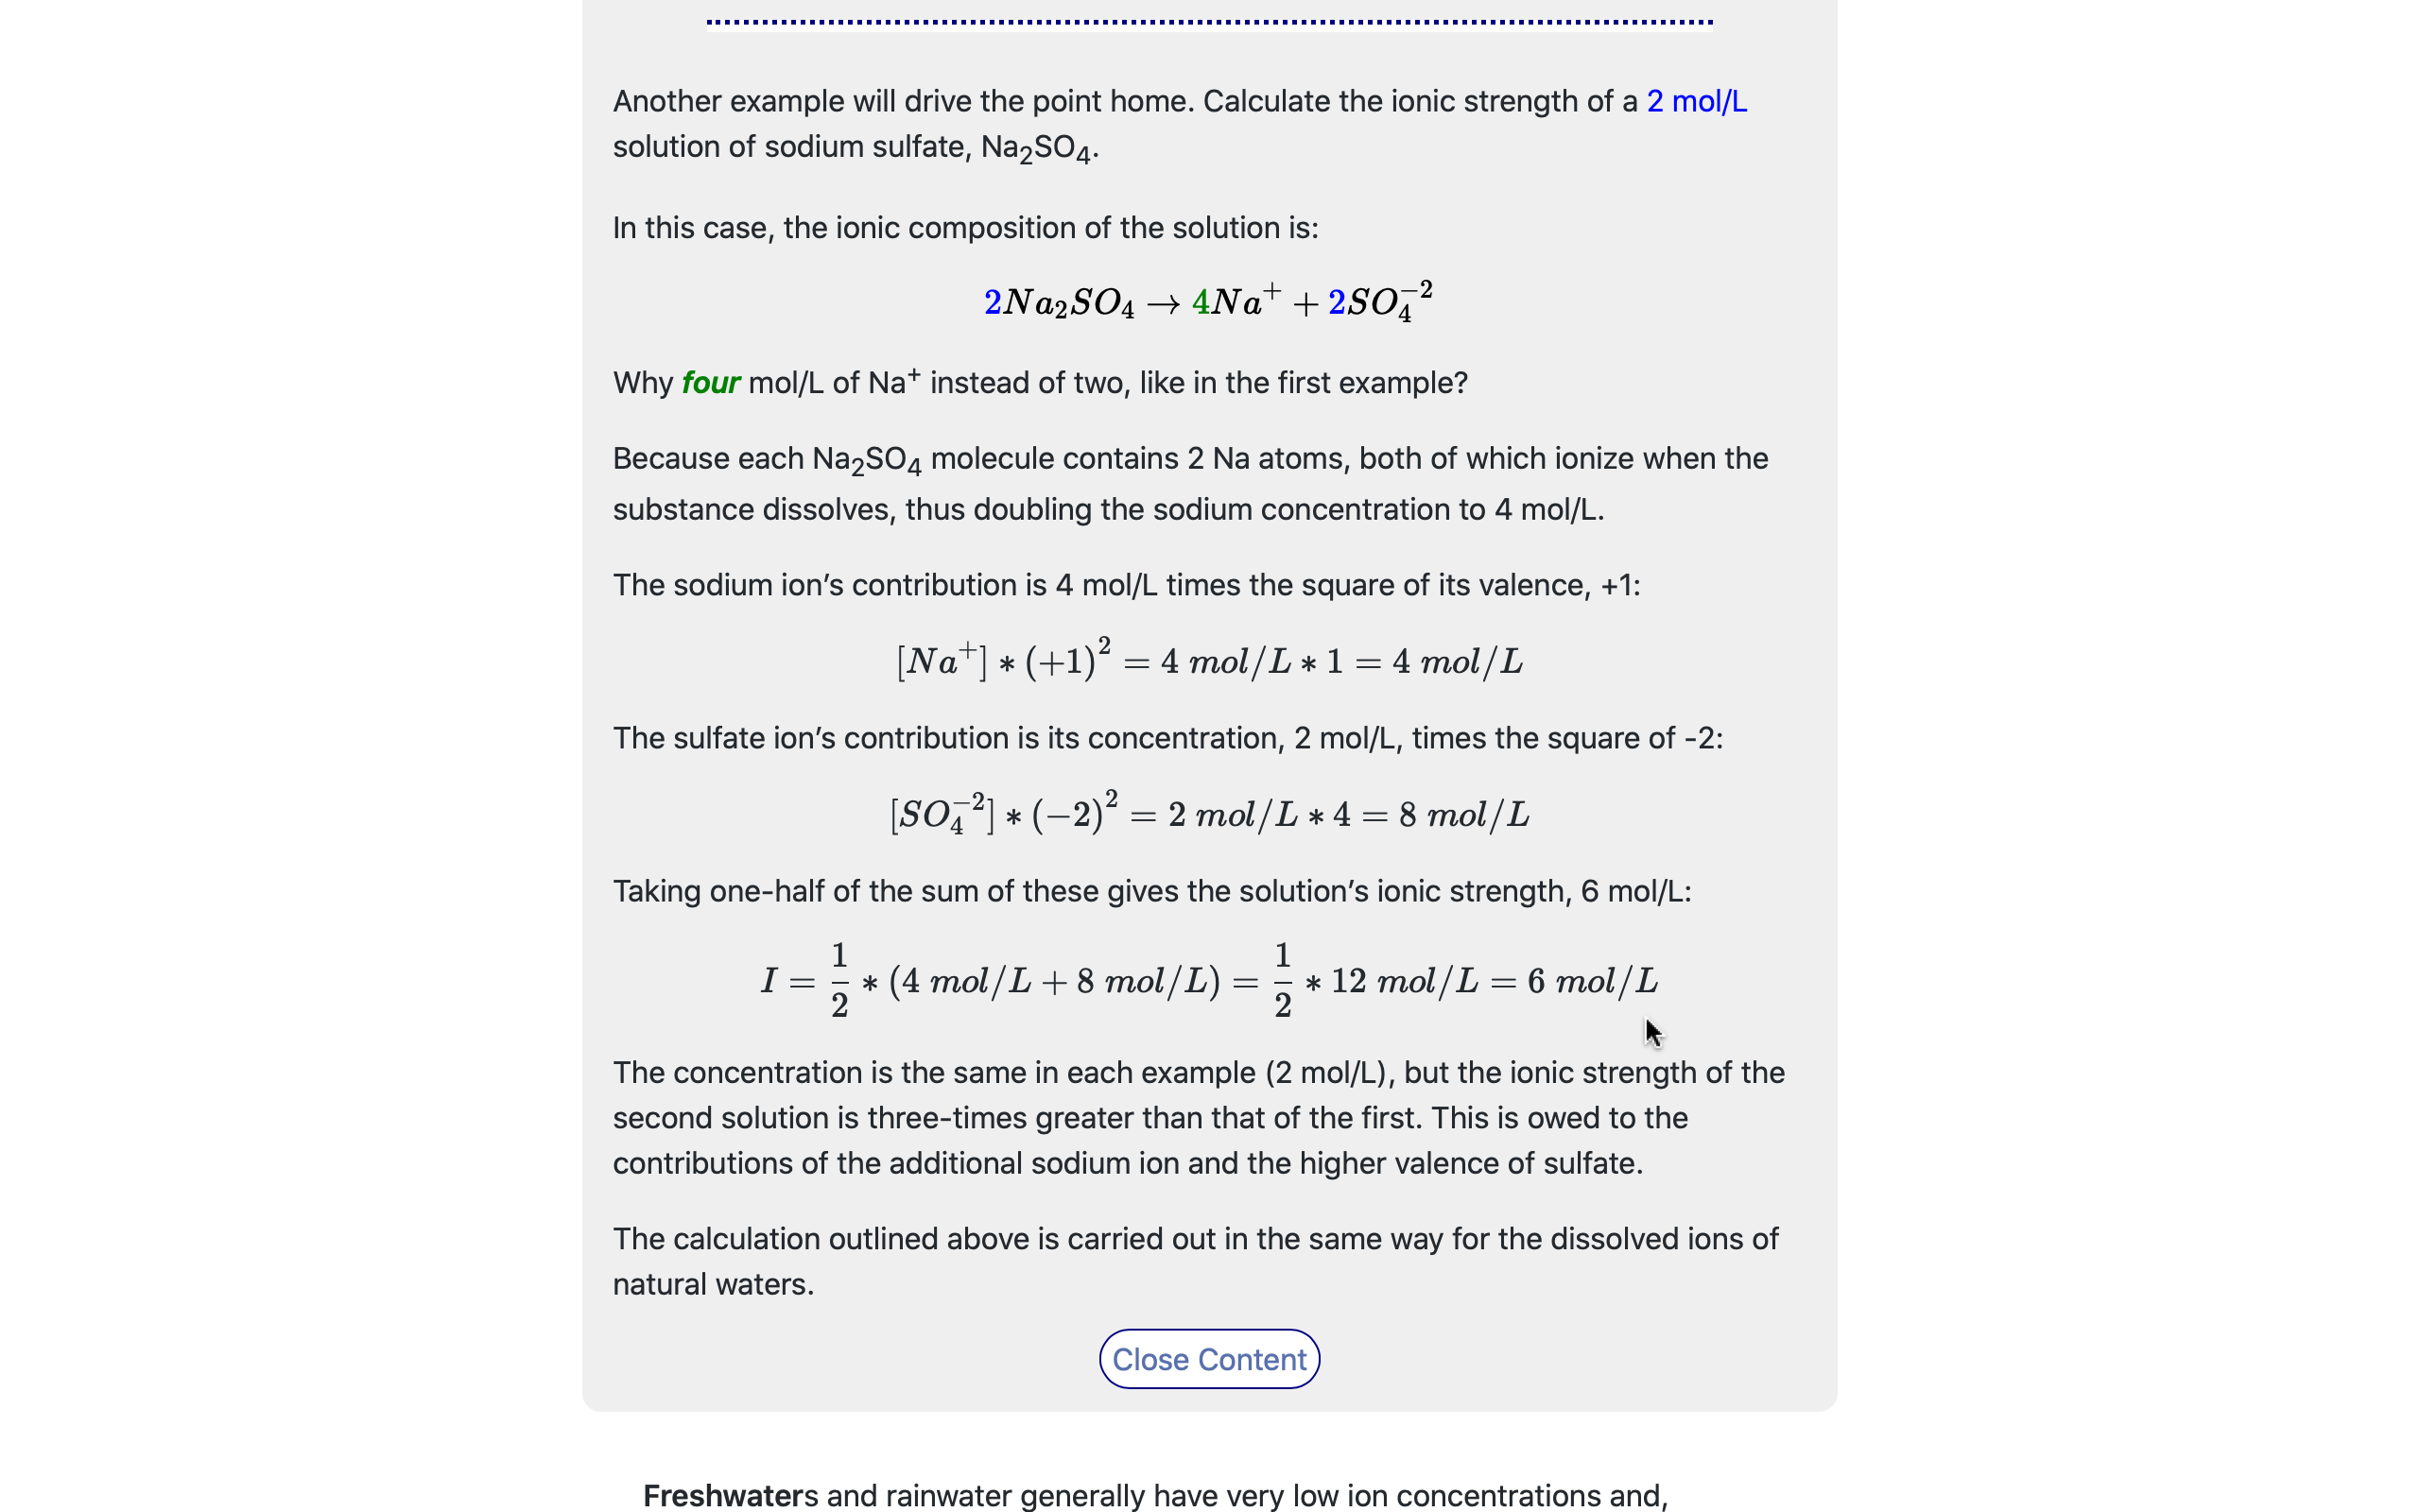 Another example will drive the point home. Calculate the ionic strength of a 2 mol/L
solution of sodium sulfate, Na₂SO₄.
In this case, the ionic composition of the solution is:
2Na₂SO₄ → 4Na⁺ + 2SO₄⁻²
Why four mol/L of Na⁺ instead of two, like in the first example?
Because each Na₂SO₄ molecule contains 2 Na atoms, both of which ionize when the
substance dissolves, thus doubling the sodium concentration to 4 mol/L.
The sodium ion’s contribution is 4 mol/L times the square of its valence, +1:
[Na⁺] * (+1)² = 4 mol/L * 1 = 4 mol/L
The sulfate ion’s contribution is its concentration, 2 mol/L, times the square of -2:
[SO₄⁻²] * (−2)² = 2 mol/L * 4 = 8 mol/L
Taking one-half of the sum of these gives the solution’s ionic strength, 6 mol/L:
I = 1/2 * (4 mol/L + 8 mol/L) = 1/2 * 12 mol/L = 6 mol/L
The concentration is the same in each example (2 mol/L), but the ionic strength of the
second solution is three-times greater than that of the first. This is owed to the
contributions of the additional sodium ion and the higher valence of sulfate.
The calculation outlined above is carried out in the same way for the dissolved ions of
natural waters.
Close Content
Freshwaters and rainwater generally have very low ion concentrations and,